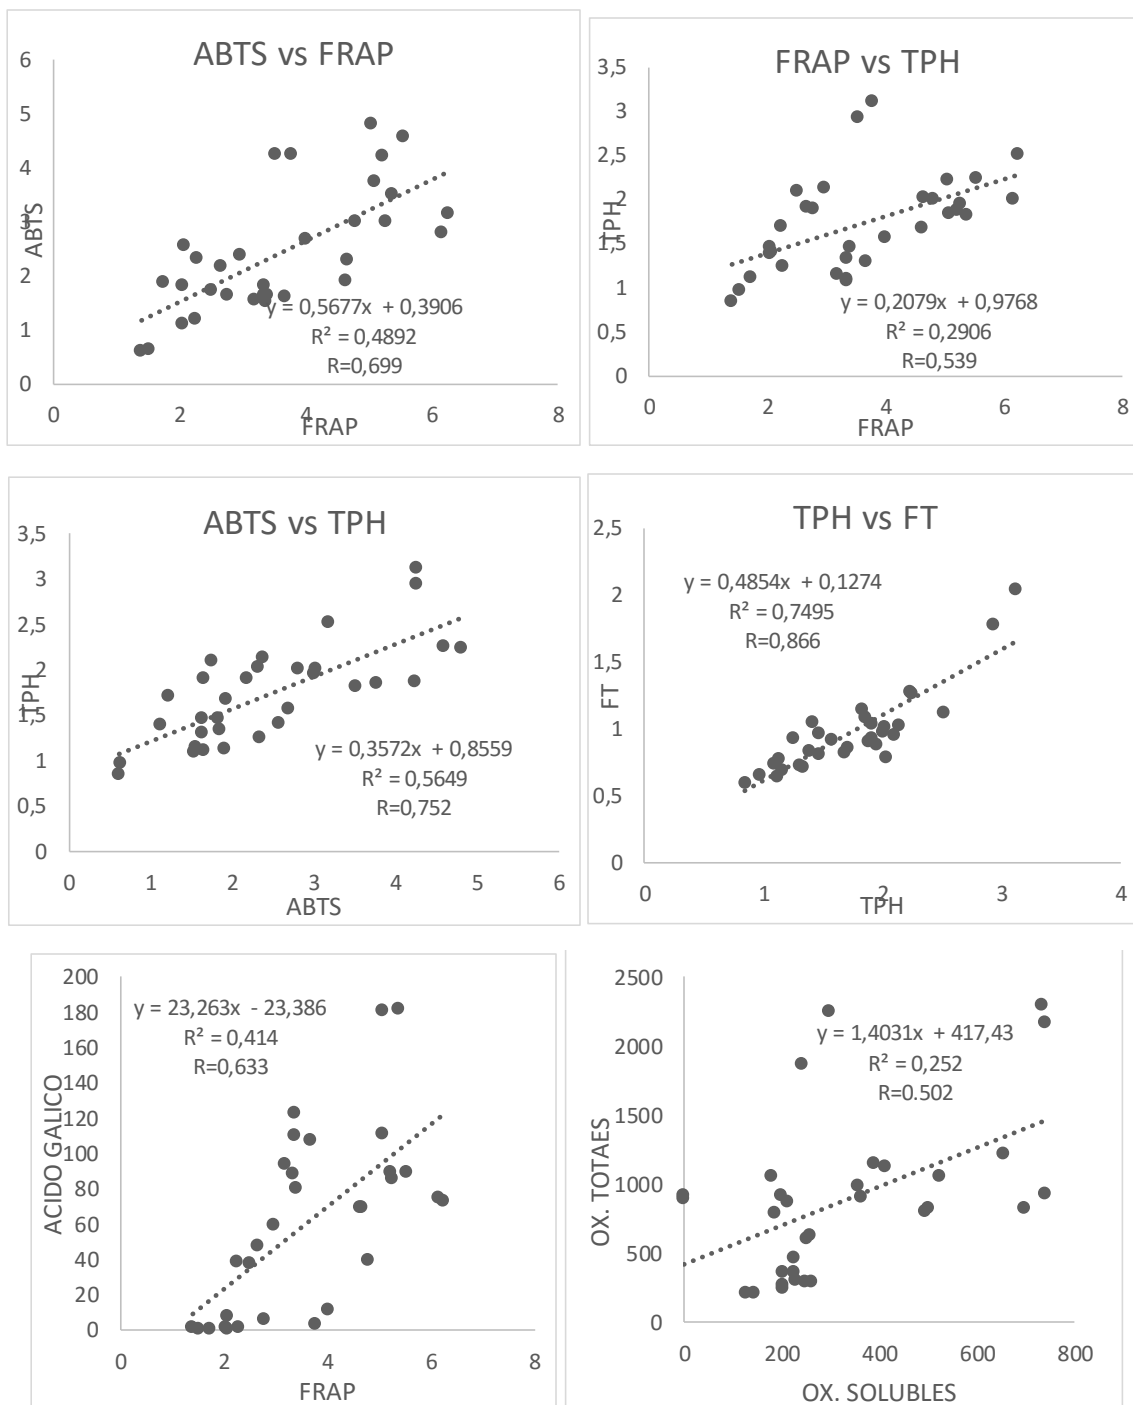 ABTS vs FRAP
6
5
4
3
2
1
0
ABTS
y = 0,5677x + 0,3906
R² = 0,4892
R=0,699
0 2 4 6 8
FRAP
FRAP vs TPH
3,5
3
2,5
2
1,5
1
0,5
0
TPH
y = 0,2079x + 0,9768
R² = 0,2906
R=0,539
0 2 4 6 8
FRAP
ABTS vs TPH
3,5
3
2,5
2
1,5
1
0,5
0
TPH
y = 0,3572x + 0,8559
R² = 0,5649
R=0,752
0 1 2 3 4 5 6
ABTS
TPH vs FT
2,5
2
1,5
1
0,5
0
FT
y = 0,4854x + 0,1274
R² = 0,7495
R=0,866
0 1 2 3 4
TPH
200
180
160
140
120
100
80
60
40
20
0
ACIDO GALICO
y = 23,263x - 23,386
R² = 0,414
R=0,633
0 2 4 6 8
FRAP
2500
2000
1500
1000
500
0
OX. TOTAES
y = 1,4031x + 417,43
R² = 0,252
R=0.502
0 200 400 600 800
OX. SOLUBLES